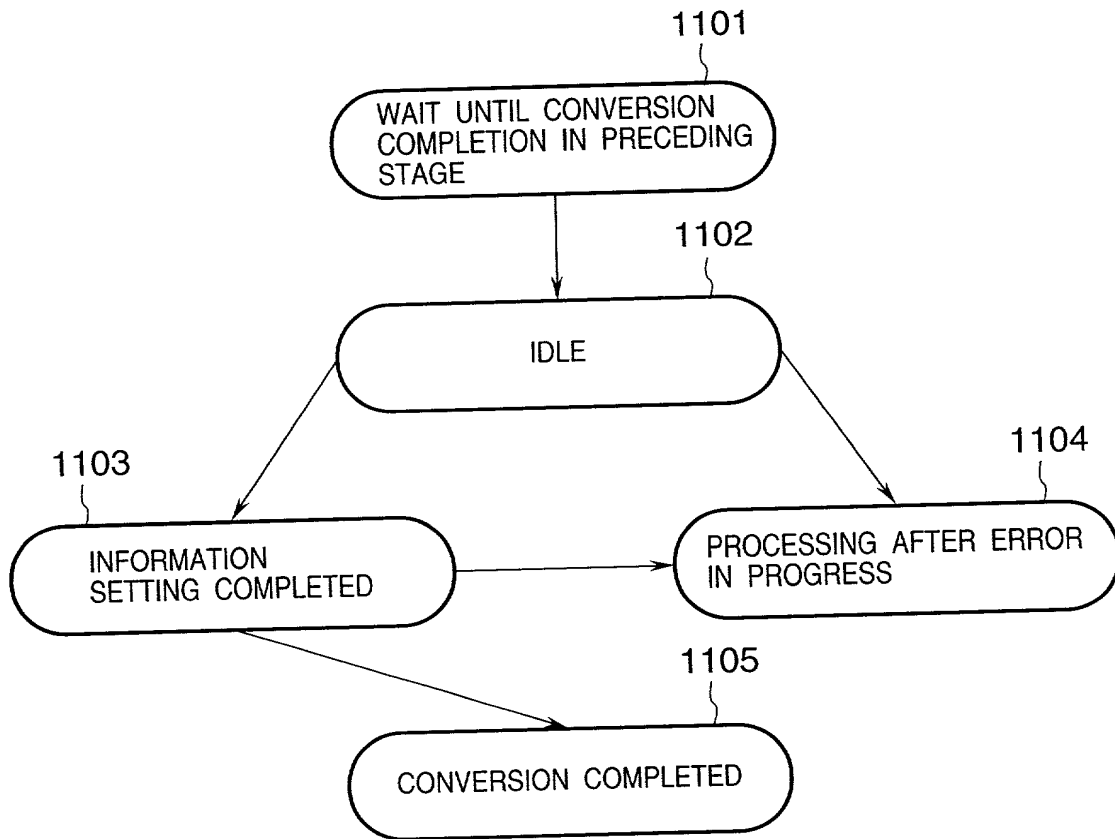 1101
WAIT UNTIL CONVERSION
COMPLETION IN PRECEDING
STAGE
1102
IDLE
1103
INFORMATION
SETTING COMPLETED
1104
PROCESSING AFTER ERROR
IN PROGRESS
1105
CONVERSION COMPLETED